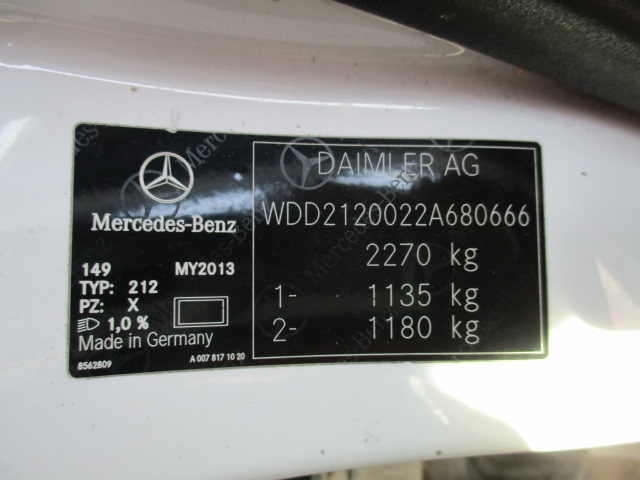 Mercedes-Benz
149 MY2013
TYP: 212
PZ: X
1,0 %
Made in Germany
8562809 A 007 817 10 20
DAIMLER AG
WDD2120022A680666
2270 kg
1- 1135 kg
2- 1180 kg